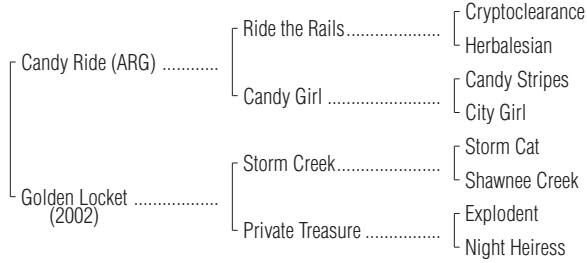 Cryptoclearance
Ride the Rails..................
Herbalesian
Candy Ride (ARG) ...........
Candy Stripes
Candy Girl ......................
City Girl
Storm Cat
Storm Creek....................
Shawnee Creek
Golden Locket .................
(2002)
Explodent
Private Treasure ...............
Night Heiress